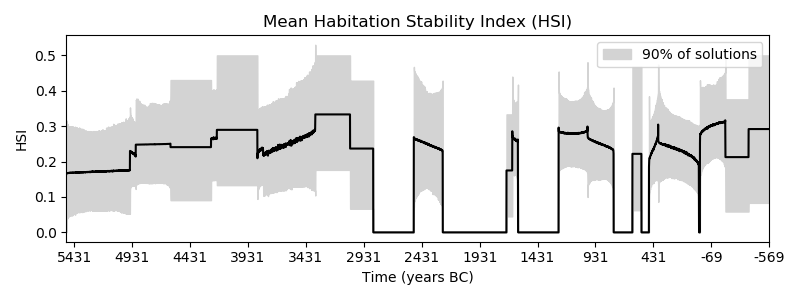 Mean Habitation Stability Index (HSI)
90% of solutions
HSI
0.5
0.4
0.3
0.2
0.1
0.0
5431 4931 4431 3931 3431 2931 2431 1931 1431 931 431 -69 -569
Time (years BC)